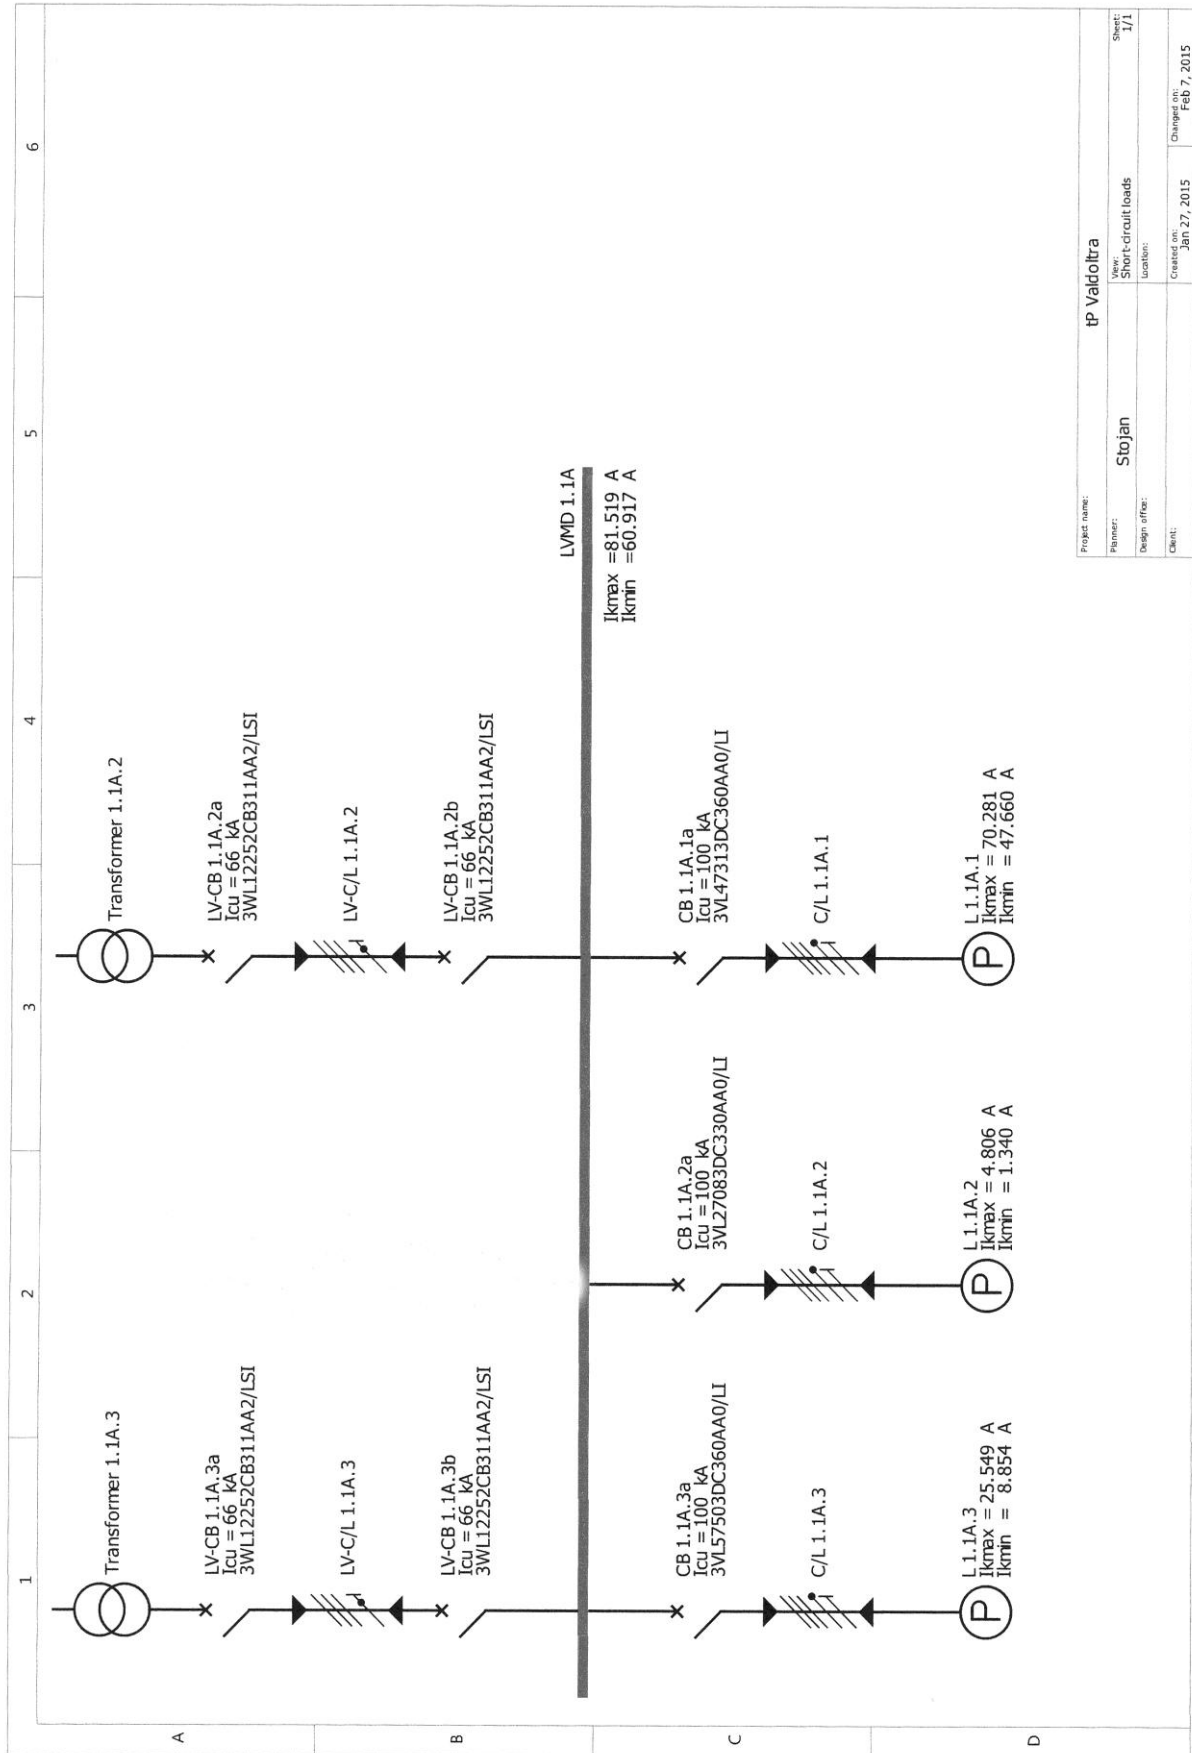 1
2
3
4
5
6
A
B
C
D
Transformer 1.1A.3
LV-CB 1.1A.3a
Icu = 66 kA
3WL12252CB311AA2/LSI
LV-C/L 1.1A.3
LV-CB 1.1A.3b
Icu = 66 kA
3WL12252CB311AA2/LSI
Transformer 1.1A.2
LV-CB 1.1A.2a
Icu = 66 kA
3WL12252CB311AA2/LSI
LV-C/L 1.1A.2
LV-CB 1.1A.2b
Icu = 66 kA
3WL12252CB311AA2/LSI
LVMD 1.1A
Ikmax =81.519 A
Ikmin =60.917 A
CB 1.1A.3a
Icu = 100 kA
3VL57503DC360AA0/LI
C/L 1.1A.3
P
L 1.1A.3
Ikmax = 25.549 A
Ikmin = 8.854 A
CB 1.1A.2a
Icu = 100 kA
3VL27083DC330AA0/LI
C/L 1.1A.2
P
L 1.1A.2
Ikmax = 4.806 A
Ikmin = 1.340 A
CB 1.1A.1a
Icu = 100 kA
3VL47313DC360AA0/LI
C/L 1.1A.1
P
L 1.1A.1
Ikmax = 70.281 A
Ikmin = 47.660 A
Project name:
tP Valdoltra
Planner:
Stojan
View:
Short-circuit loads
Sheet:
1/1
Design office:
Location:
Client:
Created on:
Jan 27, 2015
Changed on:
Feb 7, 2015